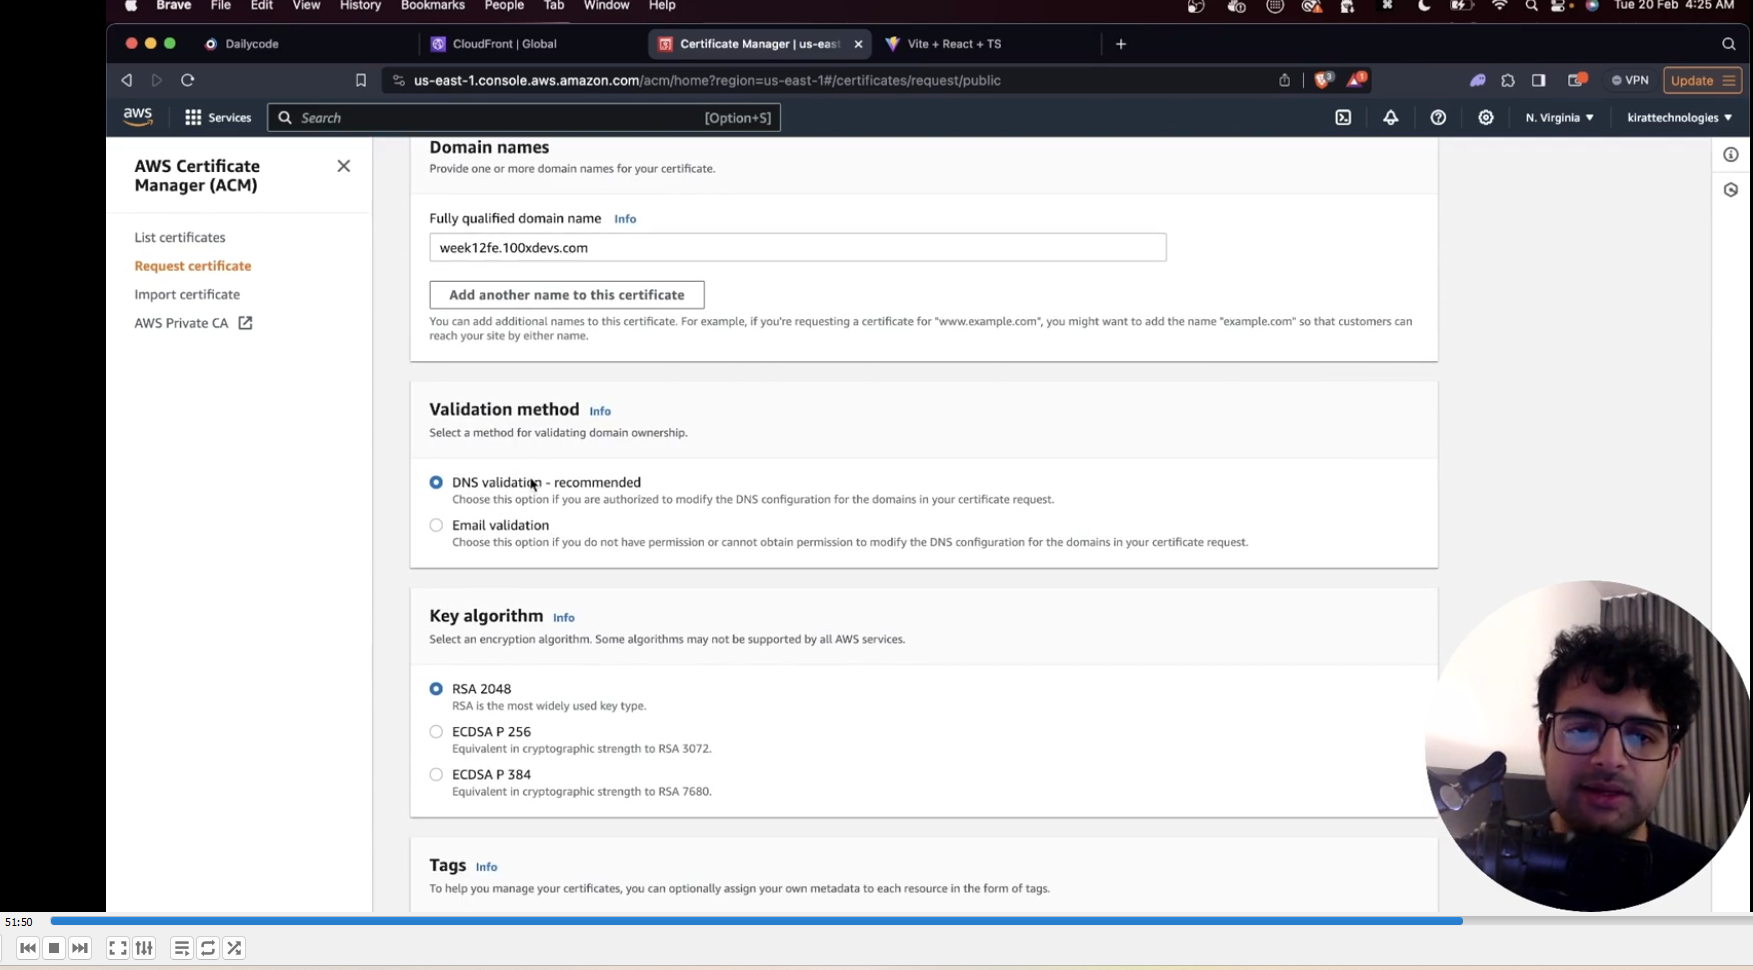 Brave File Edit View History Bookmarks People Tab Window Help Tue 20 Feb 4:25 AM
Dailycode CloudFront | Global Certificate Manager | us-east Vite + React + TS
us-east-1.console.aws.amazon.com/acm/home?region=us-east-1#/certificates/request/public 3 1 VPN Update
aws Services Search [Option+S] N. Virginia kirattechnologies
AWS Certificate
Manager (ACM)
List certificates
Request certificate
Import certificate
AWS Private CA
Domain names
Provide one or more domain names for your certificate.
Fully qualified domain name Info
week12fe.100xdevs.com
Add another name to this certificate
You can add additional names to this certificate. For example, if you're requesting a certificate for "www.example.com", you might want to add the name "example.com" so that customers can
reach your site by either name.
Validation method Info
Select a method for validating domain ownership.
DNS validation - recommended
Choose this option if you are authorized to modify the DNS configuration for the domains in your certificate request.
Email validation
Choose this option if you do not have permission or cannot obtain permission to modify the DNS configuration for the domains in your certificate request.
Key algorithm Info
Select an encryption algorithm. Some algorithms may not be supported by all AWS services.
RSA 2048
RSA is the most widely used key type.
ECDSA P 256
Equivalent in cryptographic strength to RSA 3072.
ECDSA P 384
Equivalent in cryptographic strength to RSA 7680.
Tags Info
To help you manage your certificates, you can optionally assign your own metadata to each resource in the form of tags.
51:50